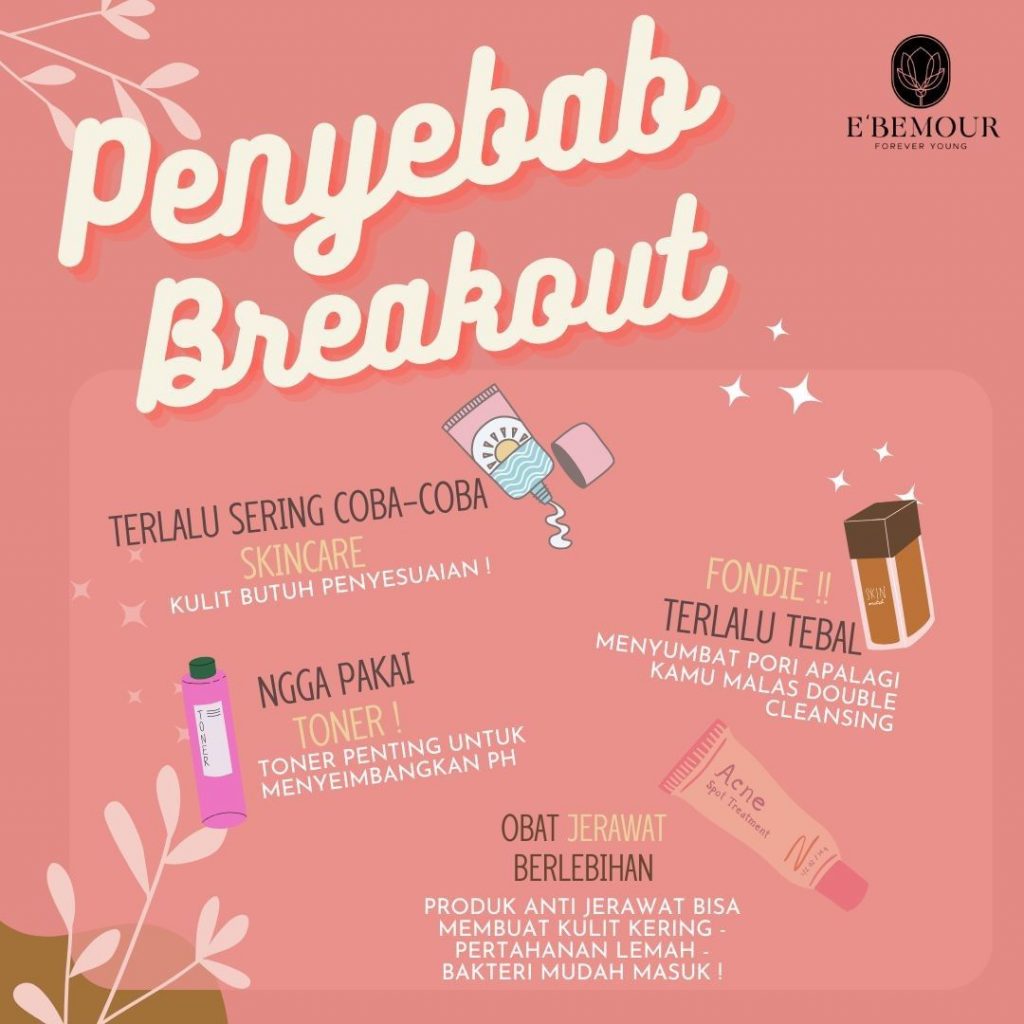 Penyebab
Breakout
E'BEMOUR
FOREVER YOUNG
TERLALU SERING COBA-COBA
SKINCARE
KULIT BUTUH PENYESUAIAN !
FONDIE !!
TERLALU TEBAL
MENYUMBAT PORI APALAGI
KAMU MALAS DOUBLE
CLEANSING
SKIN
NGGA PAKAI
TONER !
TONER PENTING UNTUK
MENYEIMBANGKAN PH
TONER
Acne
Spot Treatment
N
OBAT JERAWAT
BERLEBIHAN
PRODUK ANTI JERAWAT BISA
MEMBUAT KULIT KERING -
PERTAHANAN LEMAH -
BAKTERI MUDAH MASUK !